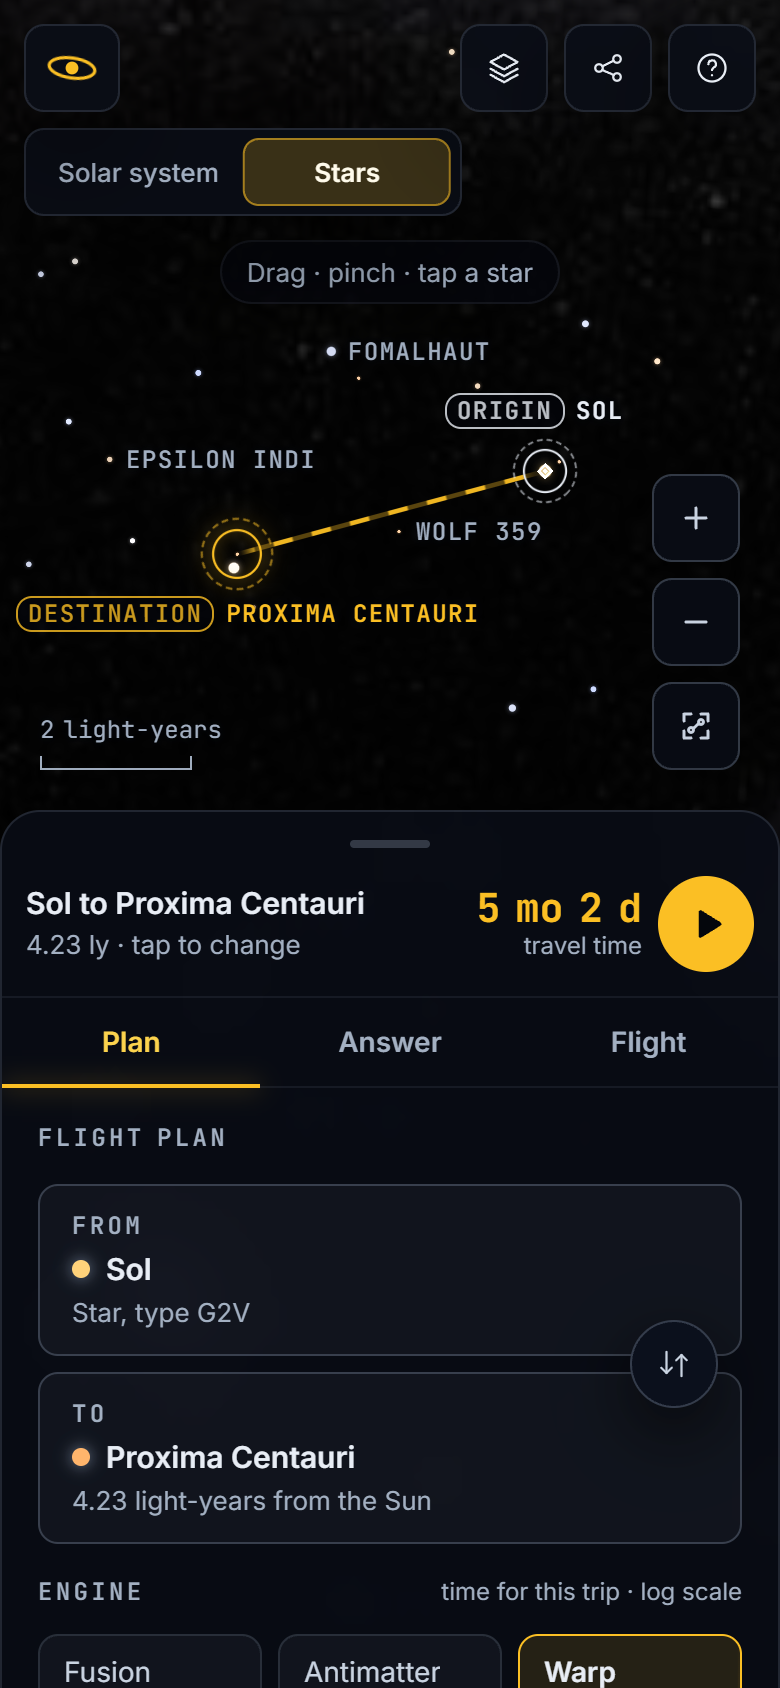 Solar system
Stars
Drag · pinch · tap a star
FOMALHAUT
ORIGIN SOL
EPSILON INDI
WOLF 359
DESTINATION PROXIMA CENTAURI
2 light-years
Sol to Proxima Centauri
4.23 ly · tap to change
5 mo 2 d
travel time
Plan
Answer
Flight
FLIGHT PLAN
FROM
Sol
Star, type G2V
TO
Proxima Centauri
4.23 light-years from the Sun
ENGINE
time for this trip · log scale
Fusion
Antimatter
Warp